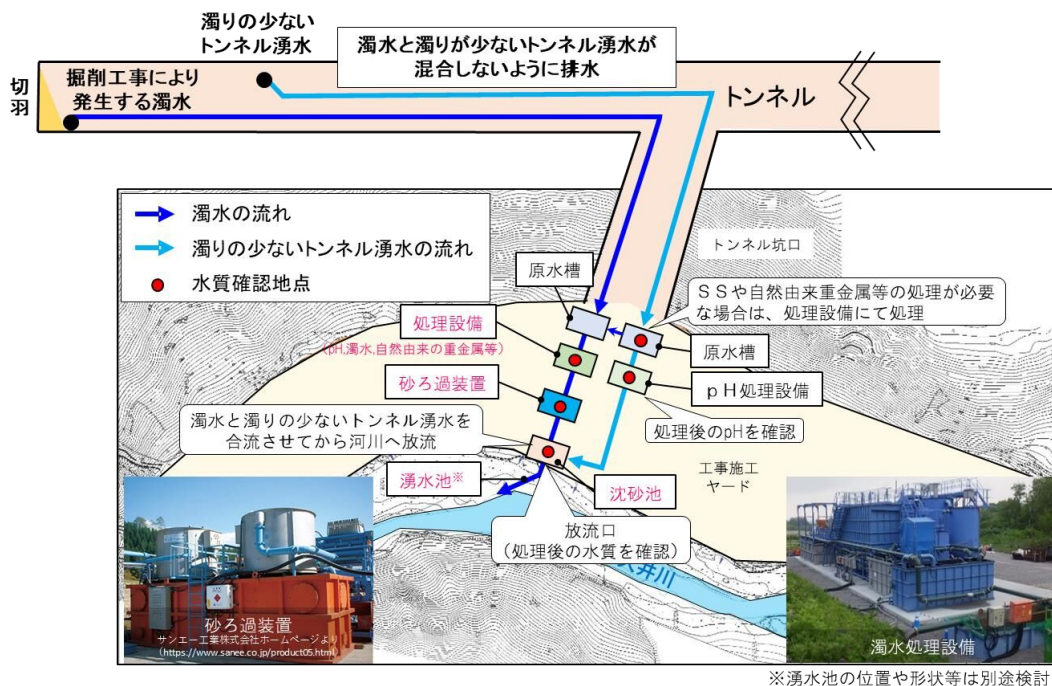 濁りの少ない
トンネル湧水
濁水と濁りが少ないトンネル湧水が
混合しないように排水
切羽
掘削工事により
発生する濁水
トンネル
濁水の流れ
濁りの少ないトンネル湧水の流れ
水質確認地点
トンネル坑口
原水槽
ＳＳや自然由来重金属等の処理が必要
な場合は、処理設備にて処理
処理設備
(pH,濁水,自然由来の重金属等)
原水槽
砂ろ過装置
ｐＨ処理設備
濁水と濁りの少ないトンネル湧水を
合流させてから河川へ放流
処理後のpHを確認
工事施工
ヤード
湧水池※
沈砂池
放流口
（処理後の水質を確認）
井川
砂ろ過装置
サンエー工業株式会社ホームページより
（https://www.sanee.co.jp/product05.html）
濁水処理設備
※湧水池の位置や形状等は別途検討